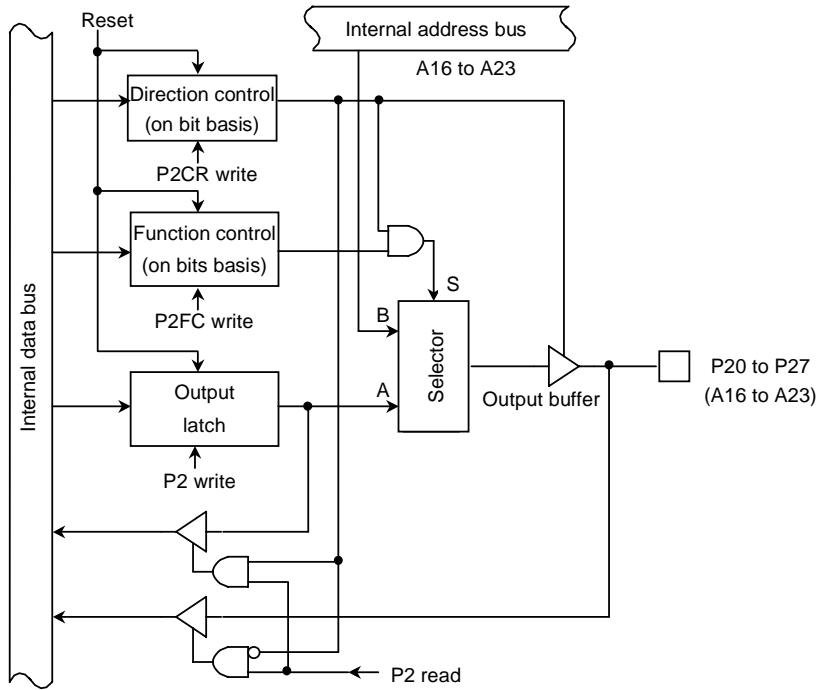 Reset
Internal address bus
A16 to A23
Direction control
(on bit basis)
P2CR write
Function control
(on bits basis)
P2FC write
S
B
A
Selector
Output buffer
P20 to P27
(A16 to A23)
Output
latch
P2 write
Internal data bus
P2 read